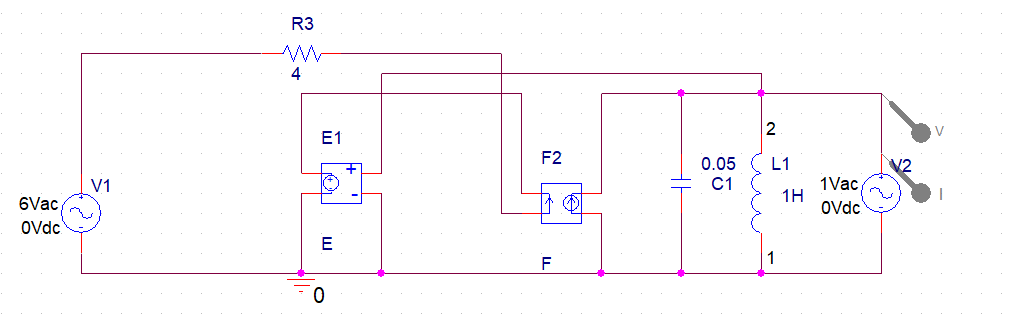 R3
4
E1
+
-
E
F2
F
V1
6Vac
0Vdc
0
0.05
C1
2
L1
1H
1
V2
1Vac
0Vdc
V
I